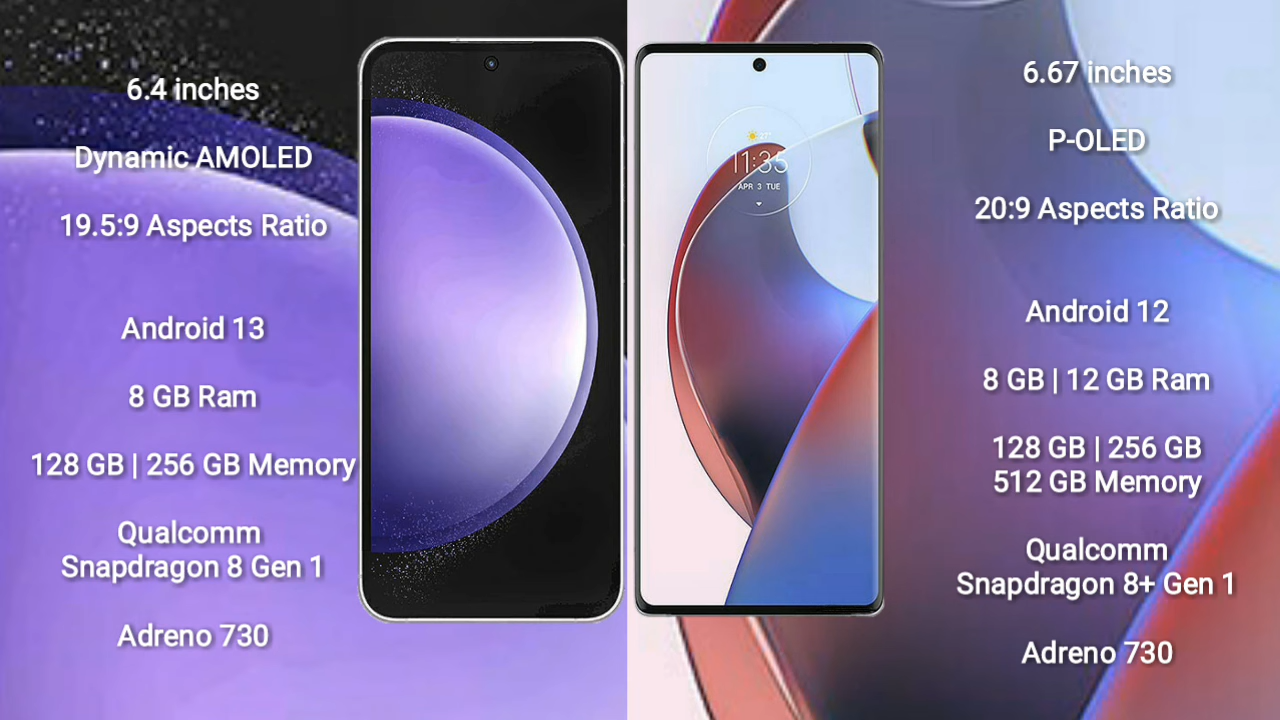 6.4 inches
Dynamic AMOLED
19.5:9 Aspects Ratio
Android 13
8 GB Ram
128 GB | 256 GB Memory
Qualcomm
Snapdragon 8 Gen 1
Adreno 730
27°
11:35
APR 3 TUE
6.67 inches
P-OLED
20:9 Aspects Ratio
Android 12
8 GB | 12 GB Ram
128 GB | 256 GB
512 GB Memory
Qualcomm
Snapdragon 8+ Gen 1
Adreno 730